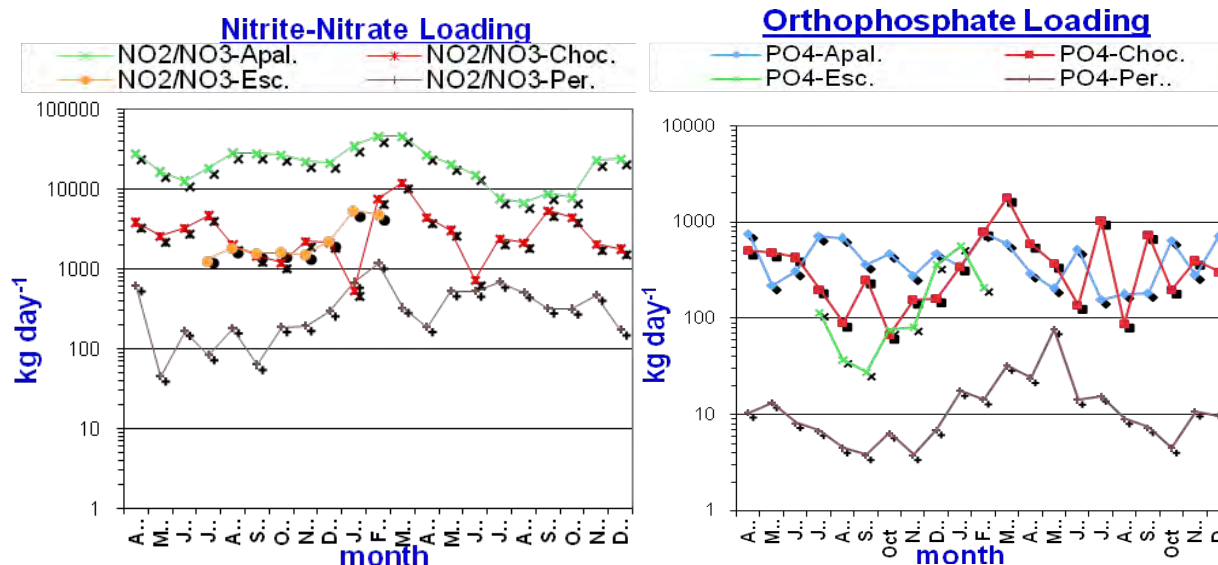 Nitrite-Nitrate Loading
NO2/NO3-Apal. NO2/NO3-Choc.
NO2/NO3-Esc. NO2/NO3-Per.
100000
10000
1000
100
10
1
kg day-1
A.. M.. J.. J.. A.. S.. O.. N.. D.. J.. F.. M.. A.. M.. J.. J.. A.. S.. O.. N.. D..
month
Orthophosphate Loading
PO4-Apal. PO4-Choc.
PO4-Esc. PO4-Per..
10000
1000
100
10
1
kg day-1
A.. M.. J.. J.. A.. S.. Oct N.. D.. J.. F.. M.. A.. M.. J.. J.. A.. S.. Oct N.. D
month